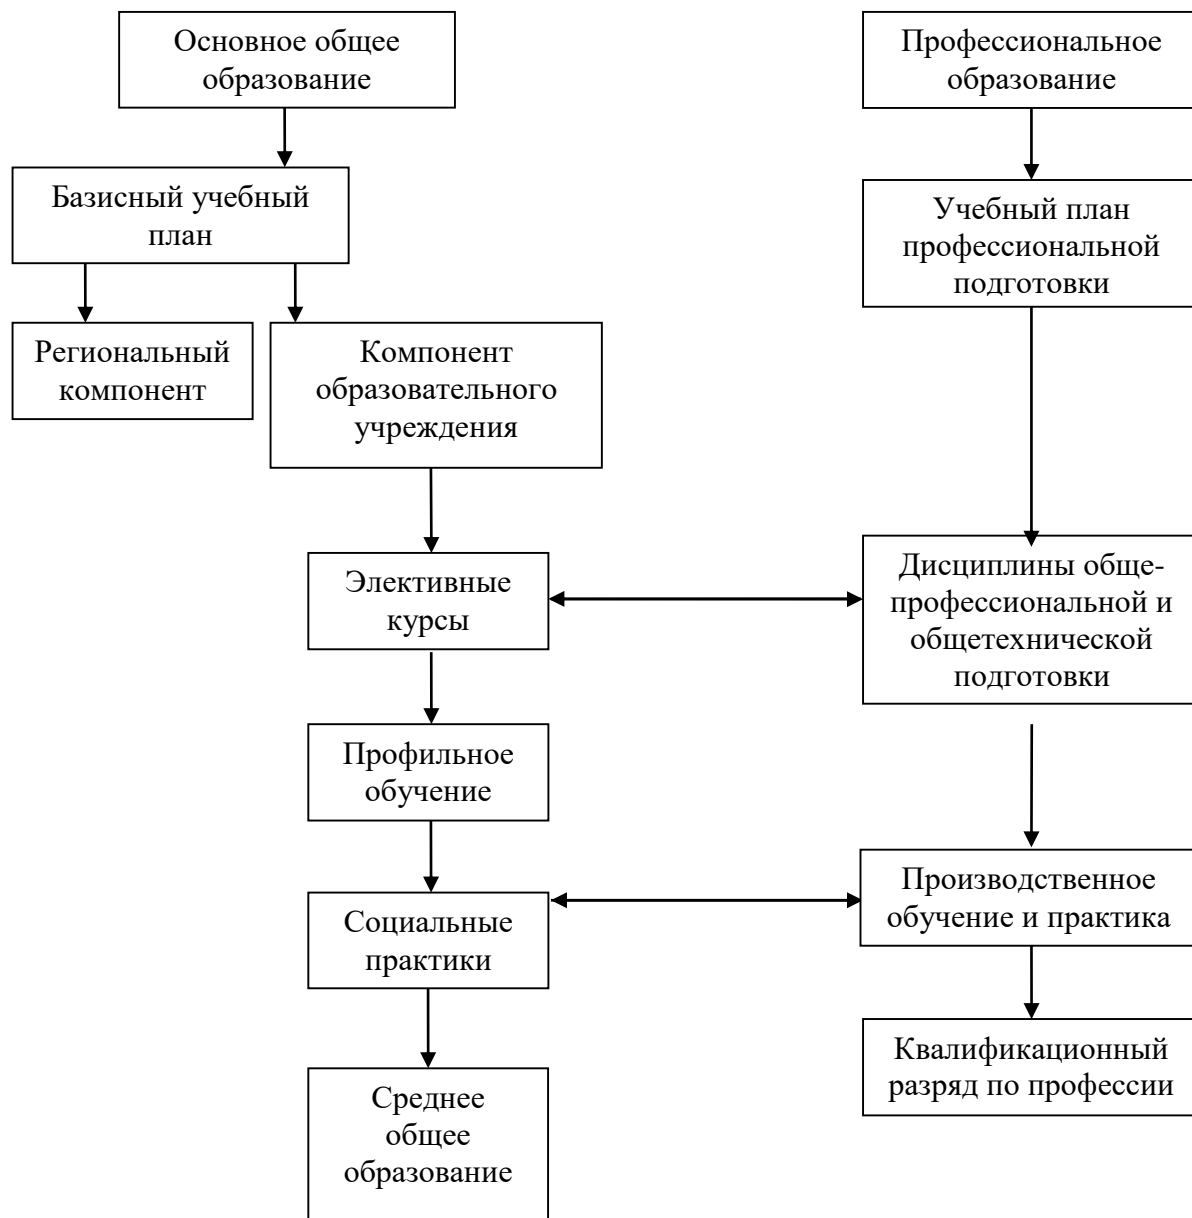 Основное общее
образование
Профессиональное
образование
Базисный учебный
план
Учебный план
профессиональной
подготовки
Региональный
компонент
Компонент
образовательного
учреждения
Элективные
курсы
Дисциплины обще-
профессиональной и
общетехнической
подготовки
Профильное
обучение
Социальные
практики
Производственное
обучение и практика
Квалификационный
разряд по профессии
Среднее
общее
образование